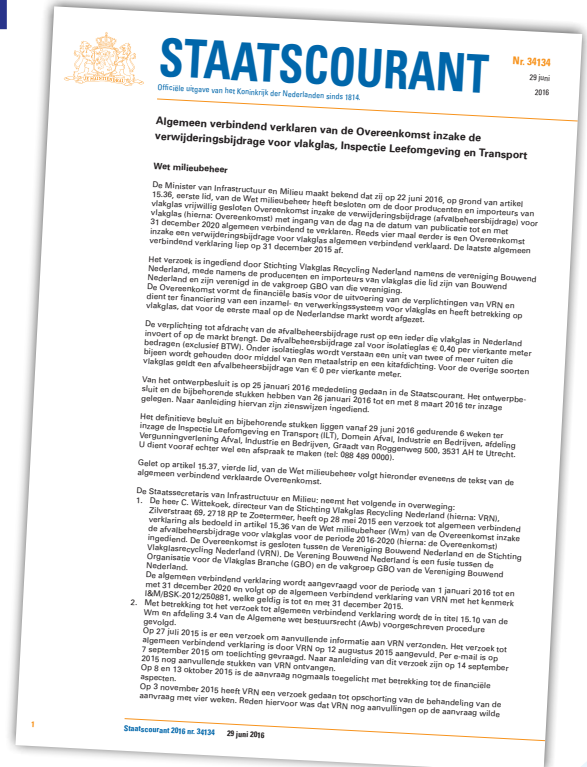 STAATSCOURANT
Officiële uitgave van het Koninkrijk der Nederlanden sinds 1814.
Nr. 34134
29 juni
2016
Algemeen verbindend verklaren van de Overeenkomst inzake de
verwijderingsbijdrage voor vlakglas, Inspectie Leefomgeving en Transport
Wet milieubeheer
De Minister van Infrastructuur en Milieu maakt bekend dat zij op 22 juni 2016, op grond van artikel
15.36, eerste lid, van de Wet milieubeheer heeft besloten om de door producenten en importeurs van
vlakglas vrijwillig gesloten Overeenkomst inzake de verwijderingsbijdrage (afvalbeheersbijdrage) voor
vlakglas (hierna: Overeenkomst) met ingang van de dag na de datum van publicatie tot en met
31 december 2020 algemeen verbindend te verklaren. Reeds vier maal eerder is een Overeenkomst
inzake een verwijderingsbijdrage voor vlakglas algemeen verbindend verklaard. De laatste algemeen
verbindend verklaring liep op 31 december 2015 af.
Het verzoek is ingediend door Stichting Vlakglas Recycling Nederland namens de vereniging Bouwend
Nederland, mede namens de producenten en importeurs van vlakglas die lid zijn van Bouwend
Nederland en zijn verenigd in de vakgroep GBO van die vereniging.
De Overeenkomst vormt de financiële basis voor de uitvoering van de verplichtingen van VRN en
dient ter financiering van een inzamel- en verwerkingssysteem voor vlakglas en heeft betrekking op
vlakglas, dat voor de eerste maal op de Nederlandse markt wordt afgezet.
De verplichting tot afdracht van de afvalbeheersbijdrage rust op een ieder die vlakglas in Nederland
invoert of op de markt brengt. De afvalbeheersbijdrage zal voor isolatieglas € 0,40 per vierkante meter
bedragen (exclusief BTW). Onder isolatieglas wordt verstaan een unit van twee of meer ruiten die
bijeen wordt gehouden door middel van een metaalstrip en een kitafdichting. Voor de overige soorten
vlakglas geldt een afvalbeheersbijdrage van € 0 per vierkante meter.
Van het ontwerpbesluit is op 25 januari 2016 mededeling gedaan in de Staatscourant. Het ontwerpbe-
sluit en de bijbehorende stukken hebben van 26 januari 2016 tot en met 8 maart 2016 ter inzage
gelegen. Naar aanleiding hiervan zijn zienswijzen ingediend.
Het definitieve besluit en bijbehorende stukken liggen vanaf 29 juni 2016 gedurende 6 weken ter
inzage de Inspectie Leefomgeving en Transport (ILT), Domein Afval, Industrie en Bedrijven, afdeling
Vergunningverlening Afval, Industrie en Bedrijven, Graadt van Roggenweg 500, 3531 AH te Utrecht.
U dient vooraf echter wel een afspraak te maken (tel: 088 489 0000).
Gelet op artikel 15.37, vierde lid, van de Wet milieubeheer volgt hieronder eveneens de tekst van de
algemeen verbindend verklaarde Overeenkomst.
De Staatssecretaris van Infrastructuur en Milieu; neemt het volgende in overweging:
1. De heer C. Wittekoek, directeur van de Stichting Vlakglas Recycling Nederland (hierna: VRN),
Zilverstraat 69, 2718 RP te Zoetermeer, heeft op 28 mei 2015 een verzoek tot algemeen verbindend
verklaring als bedoeld in artikel 15.36 van de Wet milieubeheer (Wm) van de Overeenkomst inzake
de afvalbeheersbijdrage voor vlakglas voor de periode 2016-2020 (hierna: de Overeenkomst)
ingediend. De Overeenkomst is gesloten tussen de Vereniging Bouwend Nederland en de Stichting
Vlakglasrecycling Nederland (VRN). De Verening Bouwend Nederland is een fusie tussen de
Organisatie voor de Vlakglas Branche (GBO) en de vakgroep GBO van de Vereniging Bouwend
Nederland.
De algemeen verbindend verklaring wordt aangevraagd voor de periode van 1 januari 2016 tot en
met 31 december 2020 en volgt op de algemeen verbindend verklaring van VRN met het kenmerk
I&M/BSK-2012/250881, welke geldig is tot en met 31 december 2015.
2. Met betrekking tot het verzoek tot algemeen verbindend verklaring wordt de in titel 15.10 van de
Wm en afdeling 3.4 van de Algemene wet bestuursrecht (Awb) voorgeschreven procedure
gevolgd.
Op 27 juli 2015 is er een verzoek om aanvullende informatie aan VRN verzonden. Het verzoek tot
algemeen verbindend verklaring is door VRN op 12 augustus 2015 aangevuld. Per e-mail is op
7 september 2015 om toelichting gevraagd. Naar aanleiding van dit verzoek zijn op 14 september
2015 nog aanvullende stukken van VRN ontvangen.
Op 8 en 13 oktober 2015 is de aanvraag nogmaals toegelicht met betrekking tot de financiële
aspecten.
Op 3 november 2015 heeft VRN een verzoek gedaan tot opschorting van de behandeling van de
aanvraag met vier weken. Reden hiervoor was dat VRN nog aanvullingen op de aanvraag wilde
1
Staatscourant 2016 nr. 34134
29 juni 2016